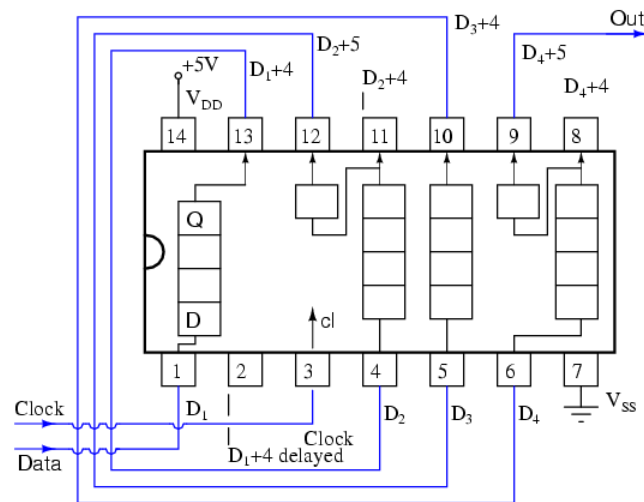 Out
D3+4
D2+5
D4+5
+5V
D1+4
D2+4
D4+4
VDD
14 13 12 11 10 9 8
Q
D
cl
1 2 3 4 5 6 7
Clock
D1
D2
D3
D4
VSS
Clock
Data
D1+4 delayed